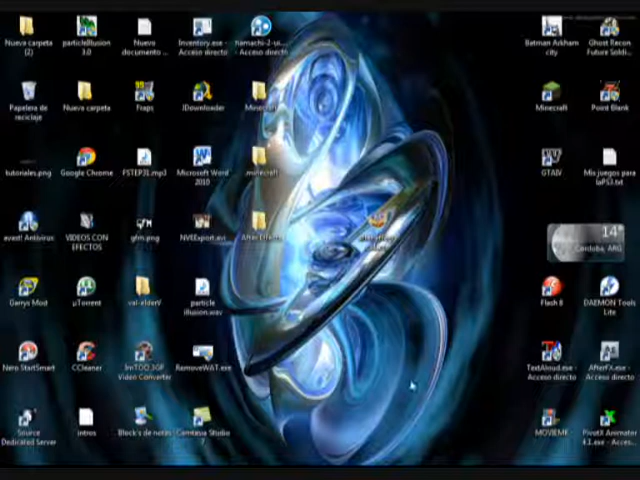 Nueva carpeta
(2)
particleIllusion
3.0
Nuevo
documento ...
Inventory.exe -
Acceso directo
hamachi-2-ui....
- Acceso directo
Batman Arkham
city
Ghost Recon
Future Soldi...
Papelera de
reciclaje
Nueva carpeta
Fraps
JDownloader
Minecraft
Point Blank
tutoriales.png
Google Chrome
FSTEP31.mp3
Microsoft Word
2010
.minecraft
GTAIV
Mis juegos para
laPS3.txt
avast! Antivirus
VIDEOS CON
EFECTOS
gfm.png
NVEExport.avi
After Effects
14°
Cordoba, ARG
Garrys Mod
µTorrent
val-elderV
particle
illusion.wav
Flash 8
DAEMON Tools
Lite
Nero StartSmart
CCleaner
ImTOO 3GP
Video Converter
RemoveWAT.exe
TextAloud.exe -
Acceso directo
AfterFX.exe -
Acceso directo
Source
Dedicated Server
intros
Block's de notas
Camtasia Studio
MOVIEMK
PivotX Animator
4.1.exe - Acces...